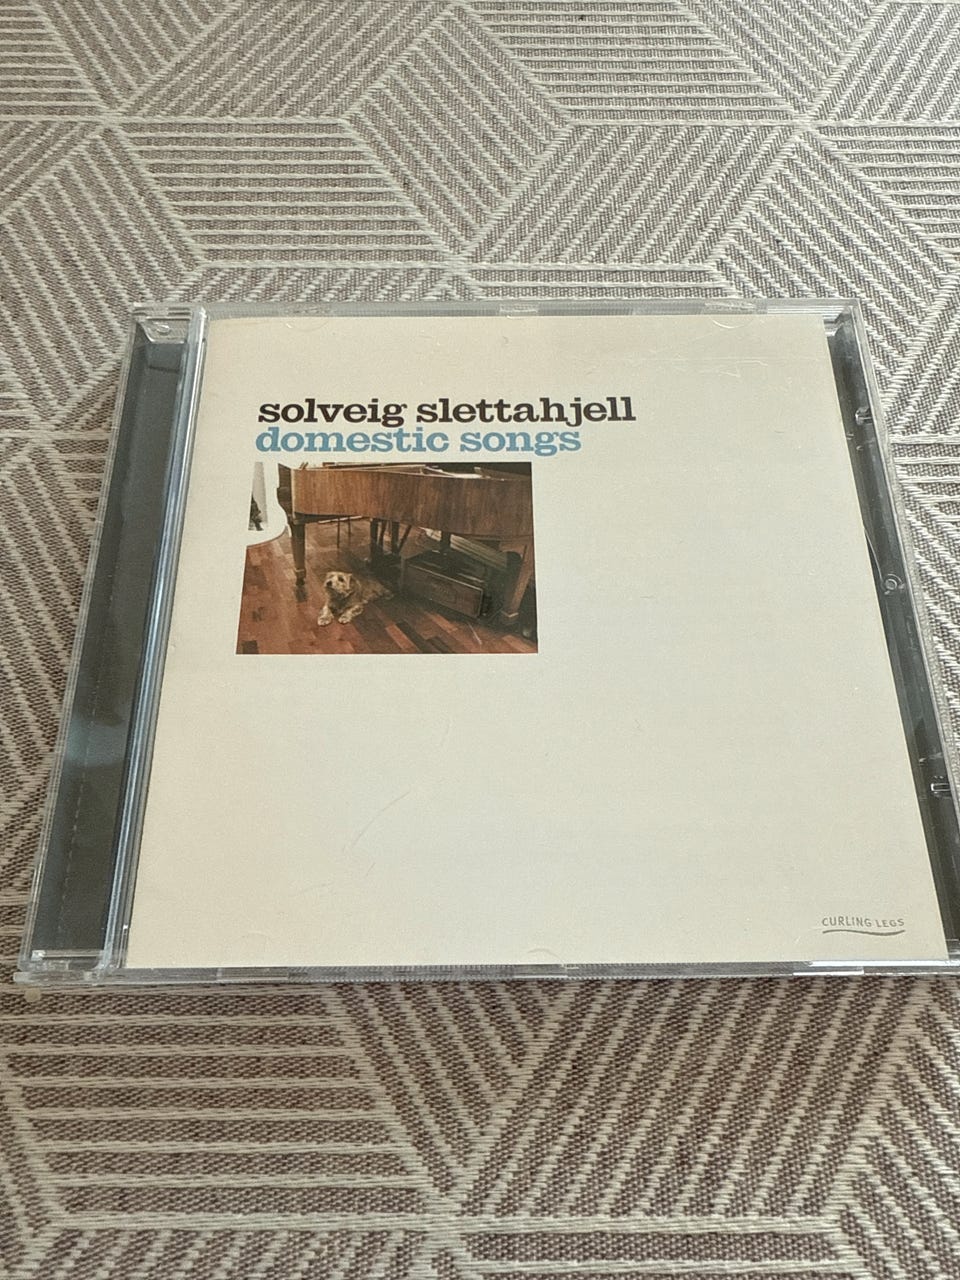 solveig slettahjell
domestic songs
CURLING LEGS